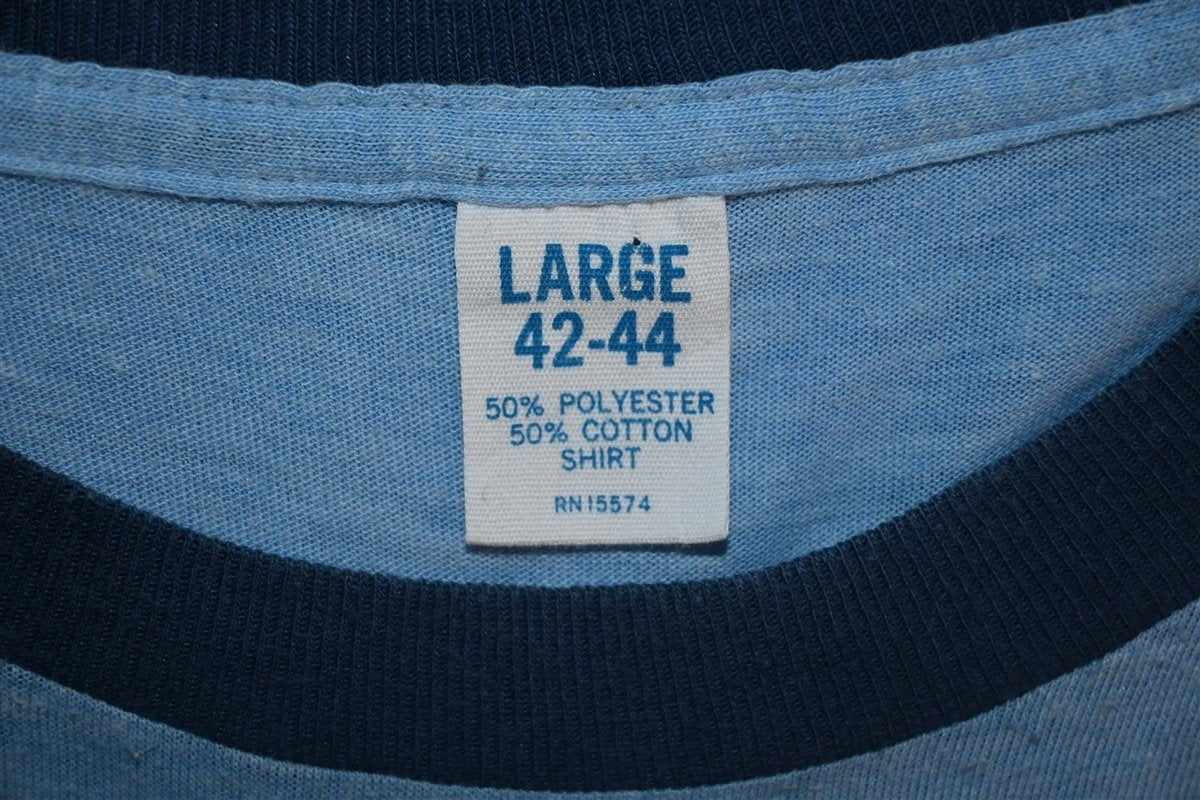 LARGE
42-44
50% POLYESTER
50% COTTON
SHIRT
RN15574